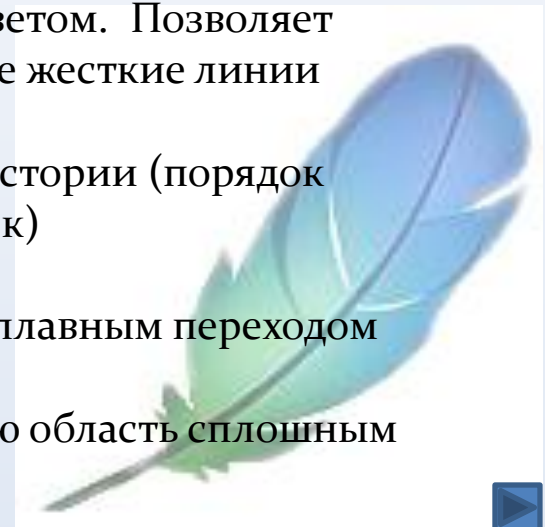 ветом. Позволяет
е жесткие линии
стории (порядок
к)
плавным переходом
ю область сплошным